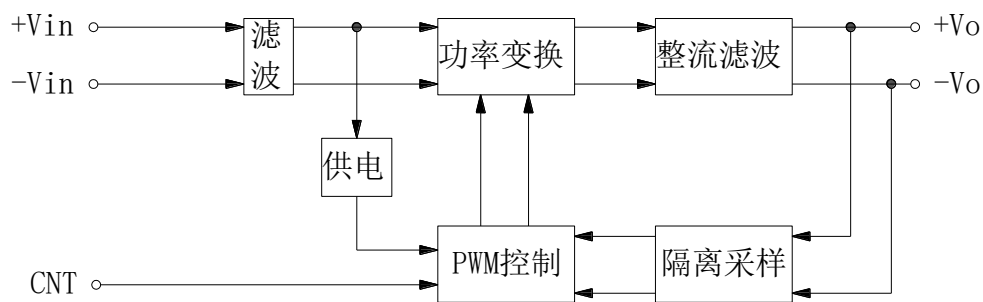 +Vin
滤波
功率变换
整流滤波
+Vo
-Vin
-Vo
供电
PWM控制
隔离采样
CNT